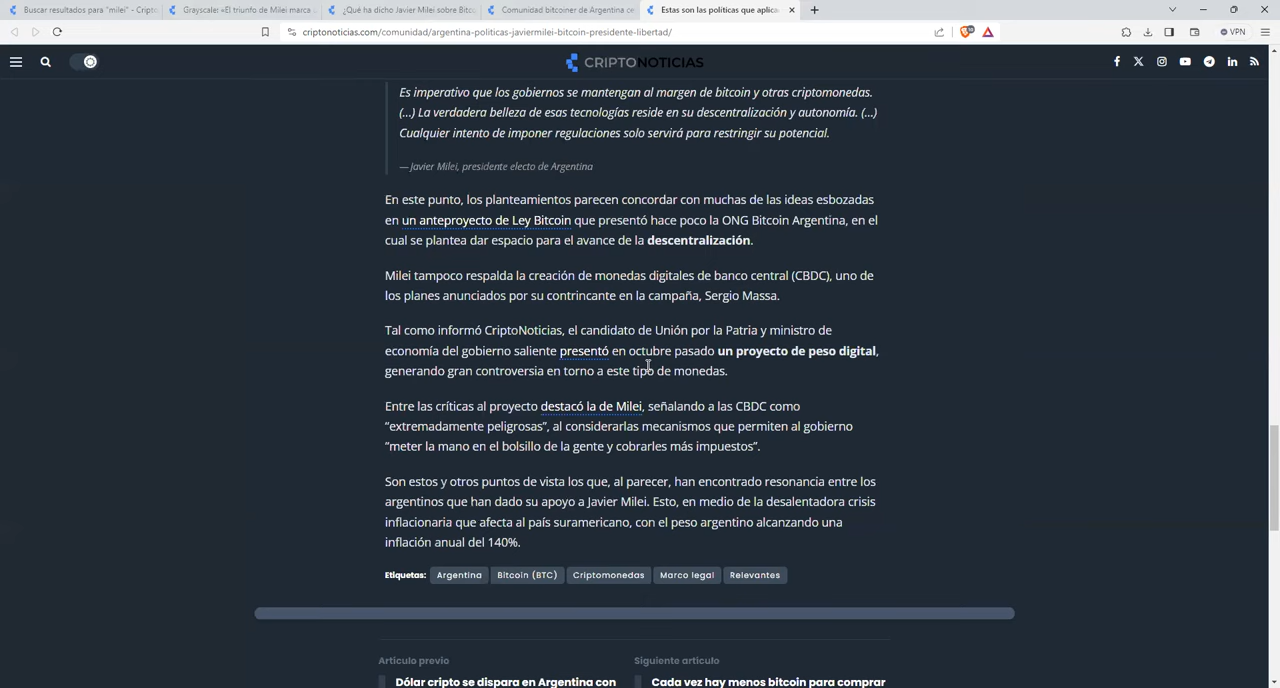 Buscar resultados para "milei" - Cripto
Grayscale: «El triunfo de Milei marca
¿Qué ha dicho Javier Milei sobre Bitco
Comunidad bitcoiner de Argentina ce
Estas son las políticas que aplica
criptonoticias.com/comunidad/argentina-politicas-javiermilei-bitcoin-presidente-libertad/
VPN
CRIPTONOTICIAS
Es imperativo que los gobiernos se mantengan al margen de bitcoin y otras criptomonedas.
(…) La verdadera belleza de esas tecnologías reside en su descentralización y autonomía. (…)
Cualquier intento de imponer regulaciones solo servirá para restringir su potencial.
— Javier Milei, presidente electo de Argentina
En este punto, los planteamientos parecen concordar con muchas de las ideas esbozadas
en un anteproyecto de Ley Bitcoin que presentó hace poco la ONG Bitcoin Argentina, en el
cual se plantea dar espacio para el avance de la descentralización.
Milei tampoco respalda la creación de monedas digitales de banco central (CBDC), uno de
los planes anunciados por su contrincante en la campaña, Sergio Massa.
Tal como informó CriptoNoticias, el candidato de Unión por la Patria y ministro de
economía del gobierno saliente presentó en octubre pasado un proyecto de peso digital,
generando gran controversia en torno a este tipo de monedas.
Entre las críticas al proyecto destacó la de Milei, señalando a las CBDC como
“extremadamente peligrosas”, al considerarlas mecanismos que permiten al gobierno
“meter la mano en el bolsillo de la gente y cobrarles más impuestos”.
Son estos y otros puntos de vista los que, al parecer, han encontrado resonancia entre los
argentinos que han dado su apoyo a Javier Milei. Esto, en medio de la desalentadora crisis
inflacionaria que afecta al país suramericano, con el peso argentino alcanzando una
inflación anual del 140%.
Etiquetas: Argentina Bitcoin (BTC) Criptomonedas Marco legal Relevantes
Artículo previo
Siguiente artículo
Dólar cripto se dispara en Argentina con
Cada vez hay menos bitcoin para comprar